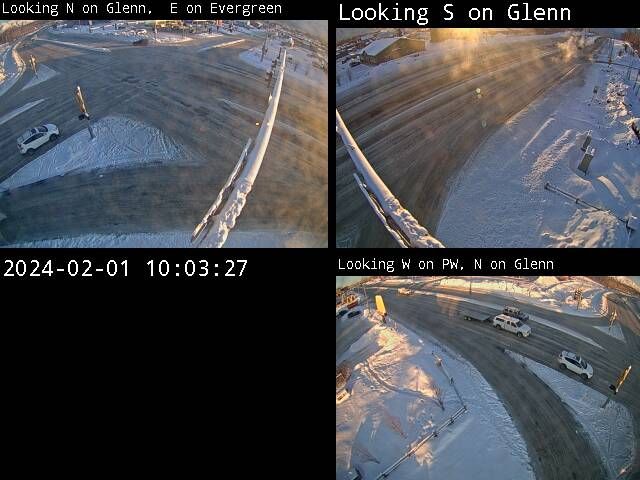 Looking N on Glenn,  E on Evergreen
Looking S on Glenn
2024-02-01 10:03:27
Looking W on PW, N on Glenn